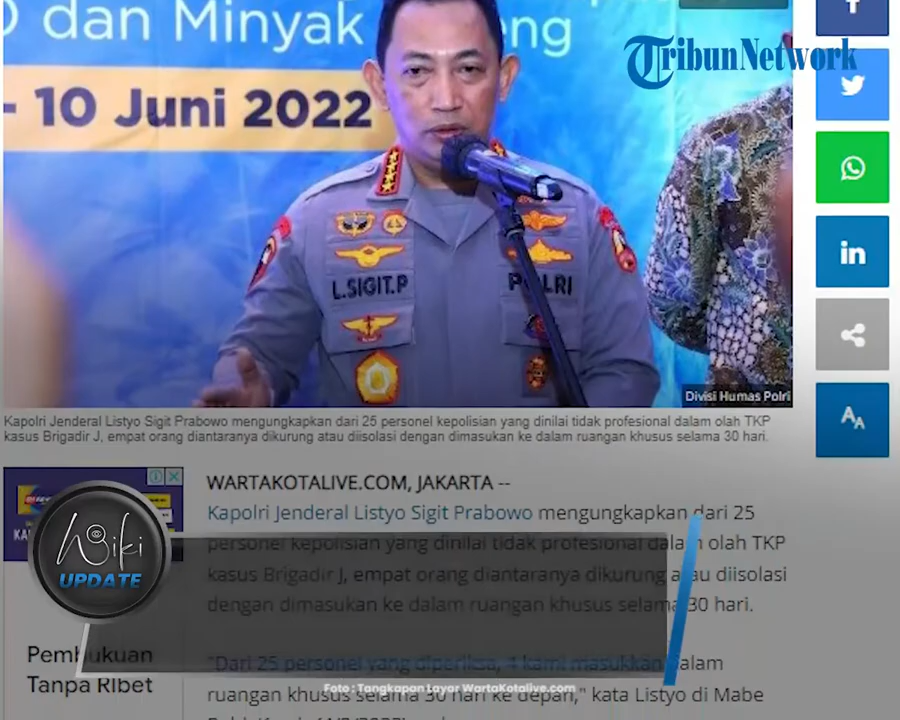 O dan Minyak
eng
- 10 Juni 2022
TribunNetwork
L.SIGIT.P
POLRI
Divisi Humas Polri
Kapolri Jenderal Listyo Sigit Prabowo mengungkapkan dari 25 personel kepolisian yang dinilai tidak profesional dalam olah TKP
kasus Brigadir J, empat orang diantaranya dikurung atau diisolasi dengan dimasukan ke dalam ruangan khusus selama 30 hari.
WARTAKOTALIVE.COM, JAKARTA --
Kapolri Jenderal Listyo Sigit Prabowo mengungkapkan dari 25
personel kepolisian yang dinilai tidak profesional dalam olah TKP
kasus Brigadir J, empat orang diantaranya dikurung atau diisolasi
dengan dimasukan ke dalam ruangan khusus selama 30 hari.
"Dari 25 personel yang diperiksa, 4 kami masukkan dalam
ruangan khusus selama 30 hari ke depan," kata Listyo di Mabe
Wiki
UPDATE
Pembukuan
Tanpa RIbet
Foto : Tangkapan Layar WartaKotalive.com
f
in
AA